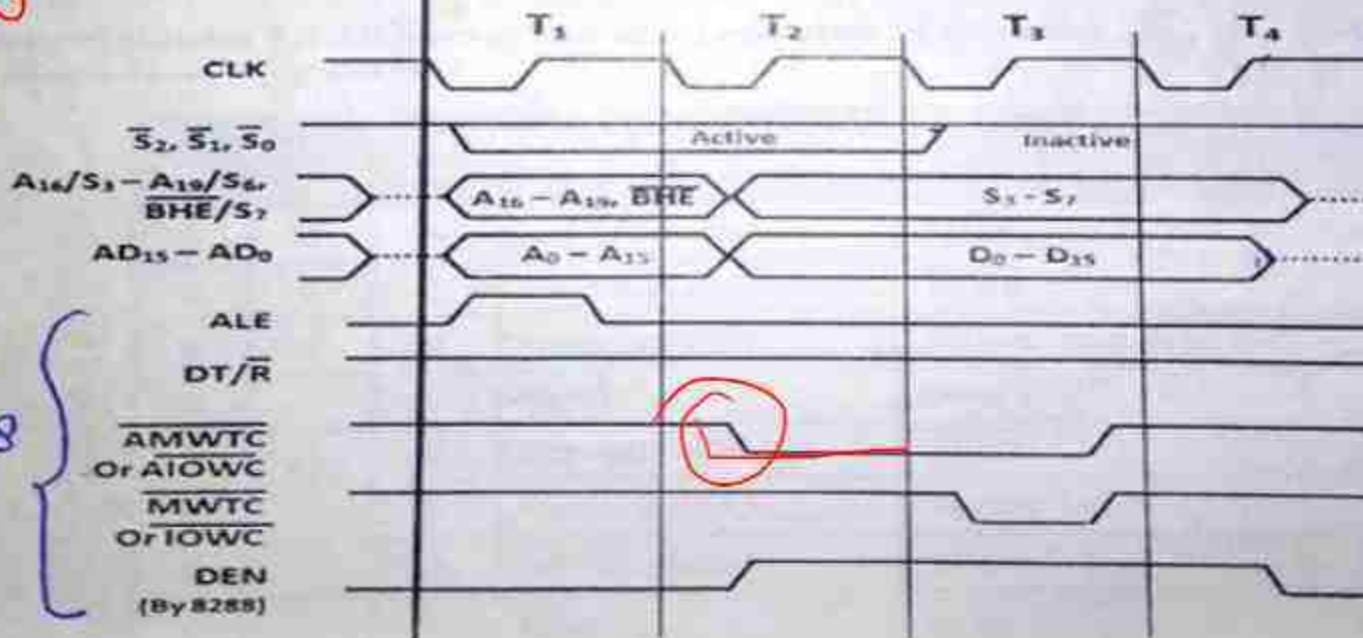 T₁ T₂ T₃ T₄
CLK
S̅₂, S̅₁, S̅₀ Active Inactive
A₁₆/S₃ – A₁₉/S₆,
B̅H̅E̅/S₇ A₁₆ – A₁₉, B̅H̅E̅ S₃ - S₇
AD₁₅ – AD₀ A₀ – A₁₅ D₀ – D₁₅
ALE
DT/R̅
A̅M̅W̅T̅C̅
Or A̅I̅O̅W̅C̅
8
M̅W̅T̅C̅
Or I̅O̅W̅C̅
DEN
(By 8288)